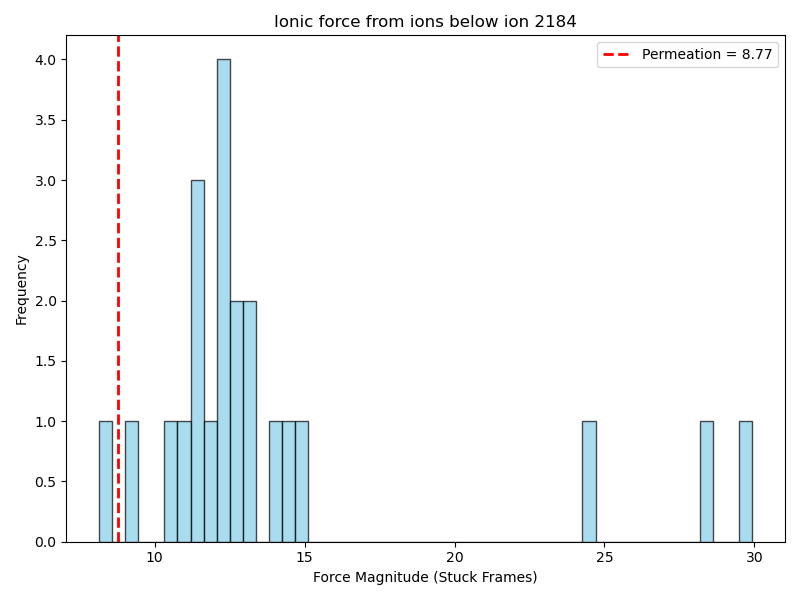 Ionic force from ions below ion 2184
Permeation = 8.77
4.0
3.5
3.0
2.5
2.0
1.5
1.0
0.5
0.0
Frequency
10 15 20 25 30
Force Magnitude (Stuck Frames)